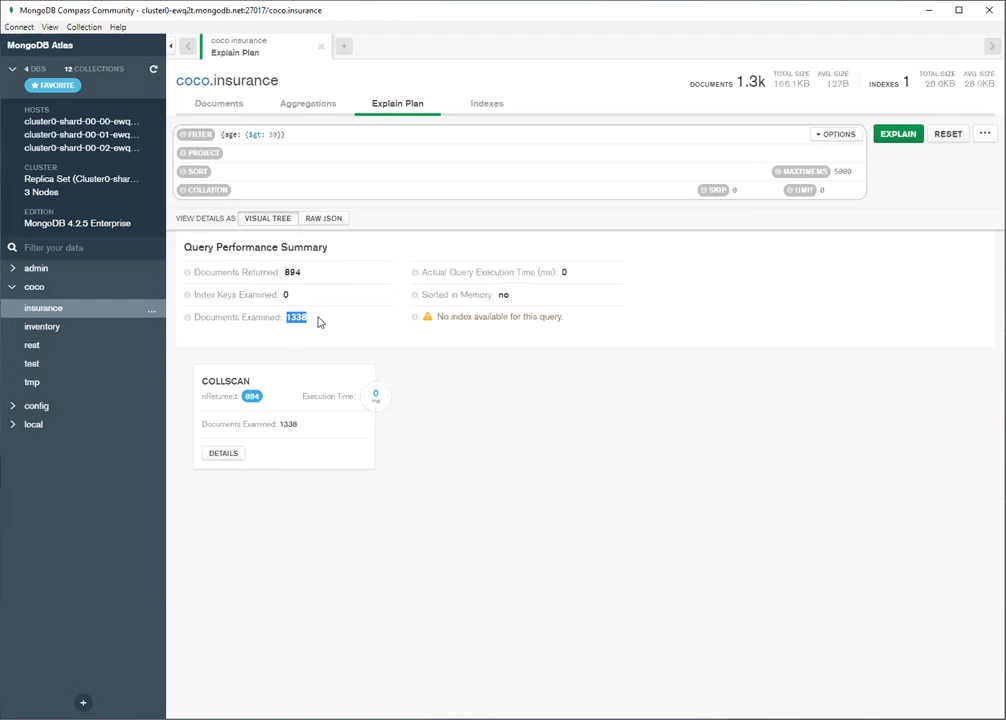 MongoDB Compass Community - cluster0-ewq2t.mongodb.net:27017/coco.insurance
Connect View Collection Help
MongoDB Atlas
4 DBS 12 COLLECTIONS
FAVORITE
HOSTS
cluster0-shard-00-00-ewq...
cluster0-shard-00-01-ewq...
cluster0-shard-00-02-ewq...
CLUSTER
Replica Set (Cluster0-shar...
3 Nodes
EDITION
MongoDB 4.2.5 Enterprise
Filter your data
admin
coco
insurance ...
inventory
rest
test
tmp
config
local
coco.insurance
Explain Plan
coco.insurance
DOCUMENTS 1.3k TOTAL SIZE 166.1KB AVG. SIZE 127B INDEXES 1 TOTAL SIZE 28.0KB AVG. SIZE 28.0KB
Documents Aggregations Explain Plan Indexes
FILTER {age: {$gt: 30}} OPTIONS EXPLAIN RESET ...
PROJECT
SORT MAXTIMEMS 5000
COLLATION SKIP 0 LIMIT 0
VIEW DETAILS AS VISUAL TREE RAW JSON
Query Performance Summary
Documents Returned: 894 Actual Query Execution Time (ms): 0
Index Keys Examined: 0 Sorted in Memory: no
Documents Examined: 1338 No index available for this query.
COLLSCAN
nReturned: 894 Execution Time: 0 ms
Documents Examined: 1338
DETAILS